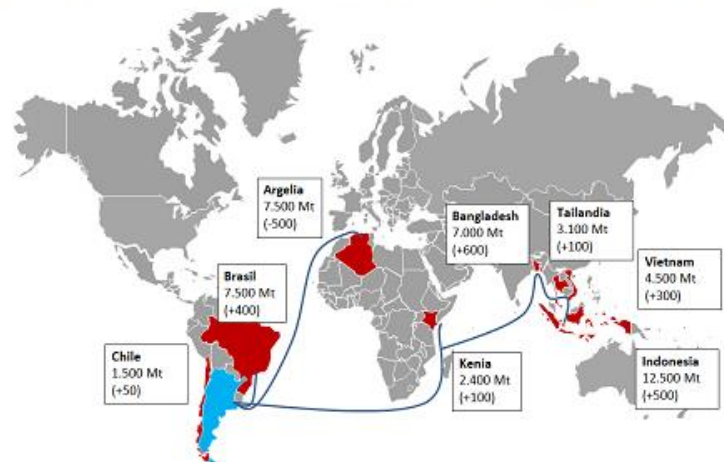 Argelia
7.500 Mt
(-500)
Bangladesh
7.000 Mt
(+600)
Tailandia
3.100 Mt
(+100)
Brasil
7.500 Mt
(+400)
Vietnam
4.500 Mt
(+300)
Chile
1.500 Mt
(+50)
Kenia
2.400 Mt
(+100)
Indonesia
12.500 Mt
(+500)